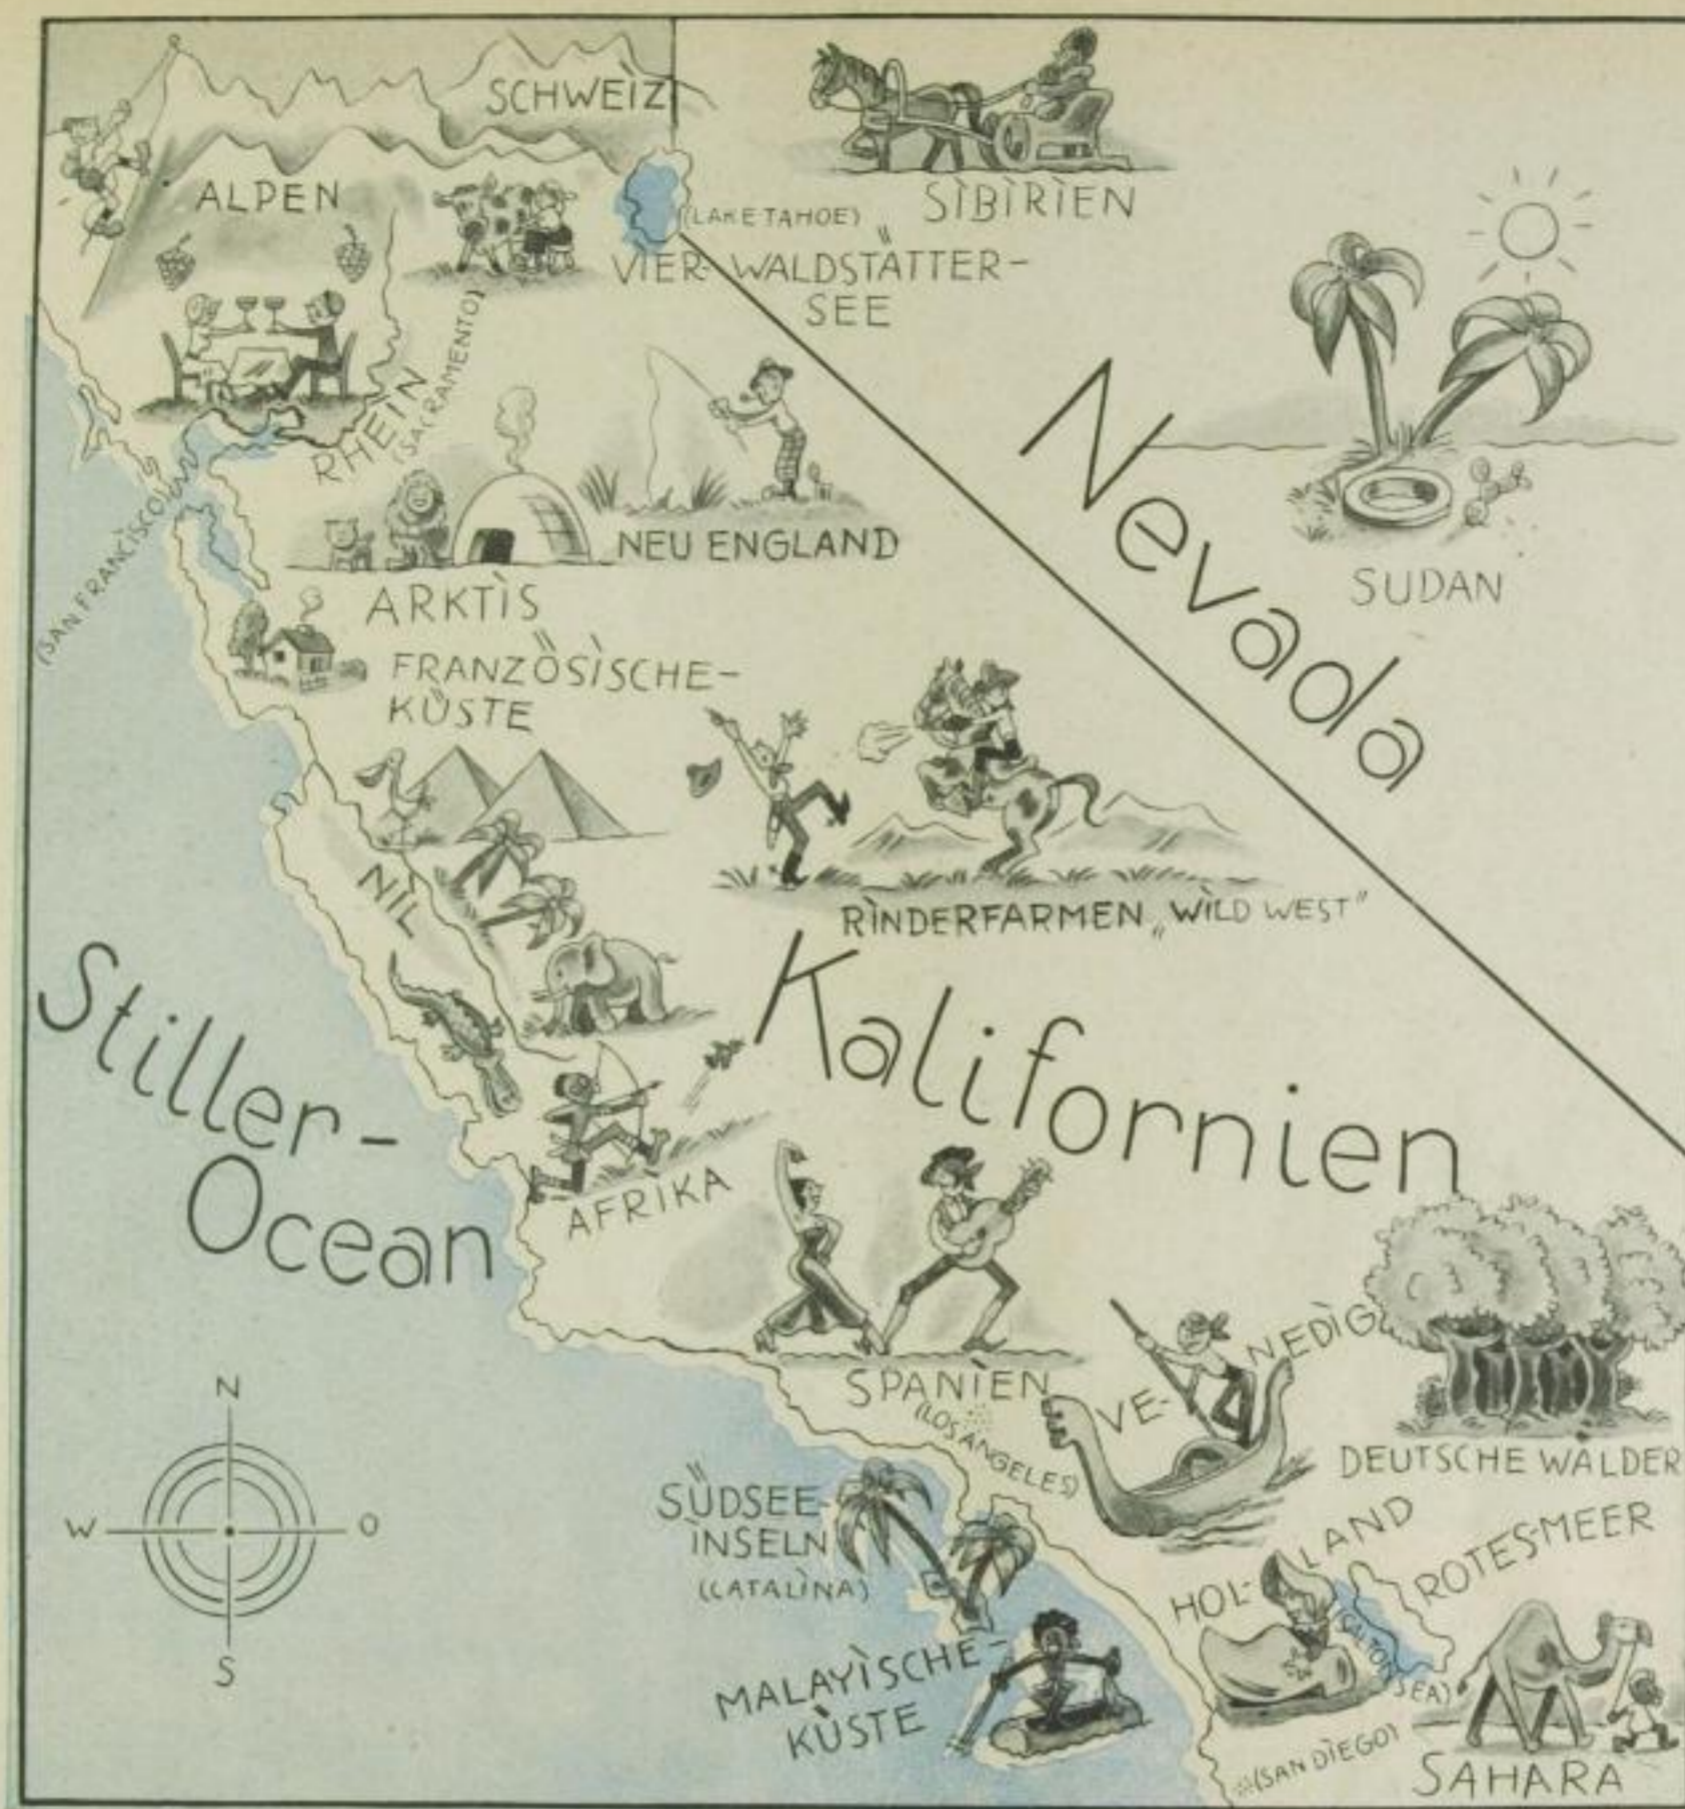 SCHWEIZ
SIBIRIEN
ALPEN
(LAKE TAHOE)
VIER-WALDSTÄTTER-
SEE
RHEIN
(SACRAMENTO)
Nevada
NEU ENGLAND
SUDAN
(SAN FRANCISCO)
ARKTIS
FRANZÖSISCHE-
KÜSTE
NIL
RINDERFARMEN „WILD WEST"
Kalifornien
Stiller-
Ocean
AFRIKA
SPANIEN
(LOS ANGELES)
VE-NEDIG
DEUTSCHE WÄLDER
N
W
O
S
SÜDSEE-
INSELN
(CATALINA)
HOL-LAND
ROTES-MEER
(SALTON SEA)
MALAYISCHE-
KÜSTE
(SAN DIEGO)
SAHARA